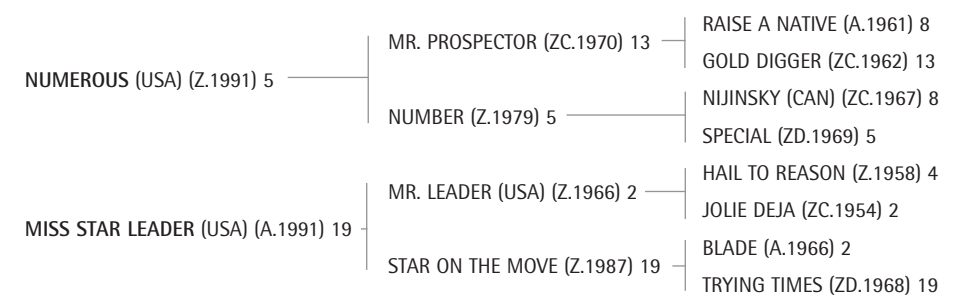 NUMEROUS (USA) (Z.1991) 5
MR. PROSPECTOR (ZC.1970) 13
RAISE A NATIVE (A.1961) 8
GOLD DIGGER (ZC.1962) 13
NUMBER (Z.1979) 5
NIJINSKY (CAN) (ZC.1967) 8
SPECIAL (ZD.1969) 5
MISS STAR LEADER (USA) (A.1991) 19
MR. LEADER (USA) (Z.1966) 2
HAIL TO REASON (Z.1958) 4
JOLIE DEJA (ZC.1954) 2
STAR ON THE MOVE (Z.1987) 19
BLADE (A.1966) 2
TRYING TIMES (ZD.1968) 19